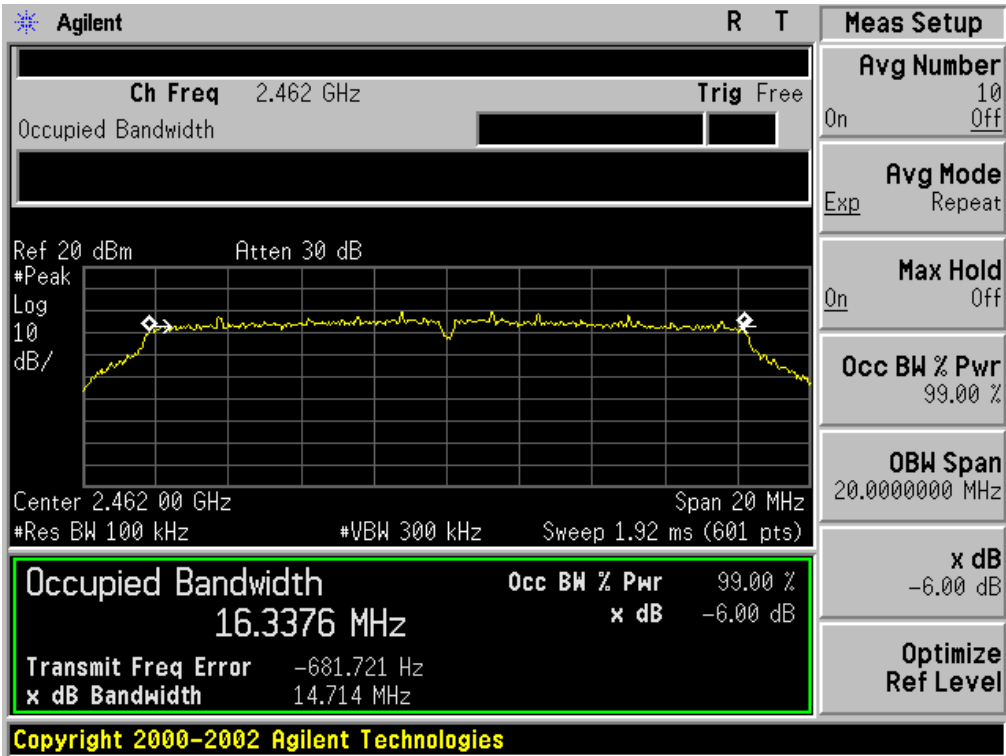 Agilent R T
Ch Freq 2.462 GHz Trig Free
Occupied Bandwidth
Ref 20 dBm Atten 30 dB
#Peak
Log
10
dB/
Center 2.462 00 GHz Span 20 MHz
#Res BW 100 kHz #VBW 300 kHz Sweep 1.92 ms (601 pts)
Occupied Bandwidth Occ BW % Pwr 99.00 %
16.3376 MHz x dB -6.00 dB
Transmit Freq Error -681.721 Hz
x dB Bandwidth 14.714 MHz
Copyright 2000-2002 Agilent Technologies
Meas Setup
Avg Number
10
On Off
Avg Mode
Exp Repeat
Max Hold
On Off
Occ BW % Pwr
99.00 %
OBW Span
20.0000000 MHz
x dB
-6.00 dB
Optimize
Ref Level